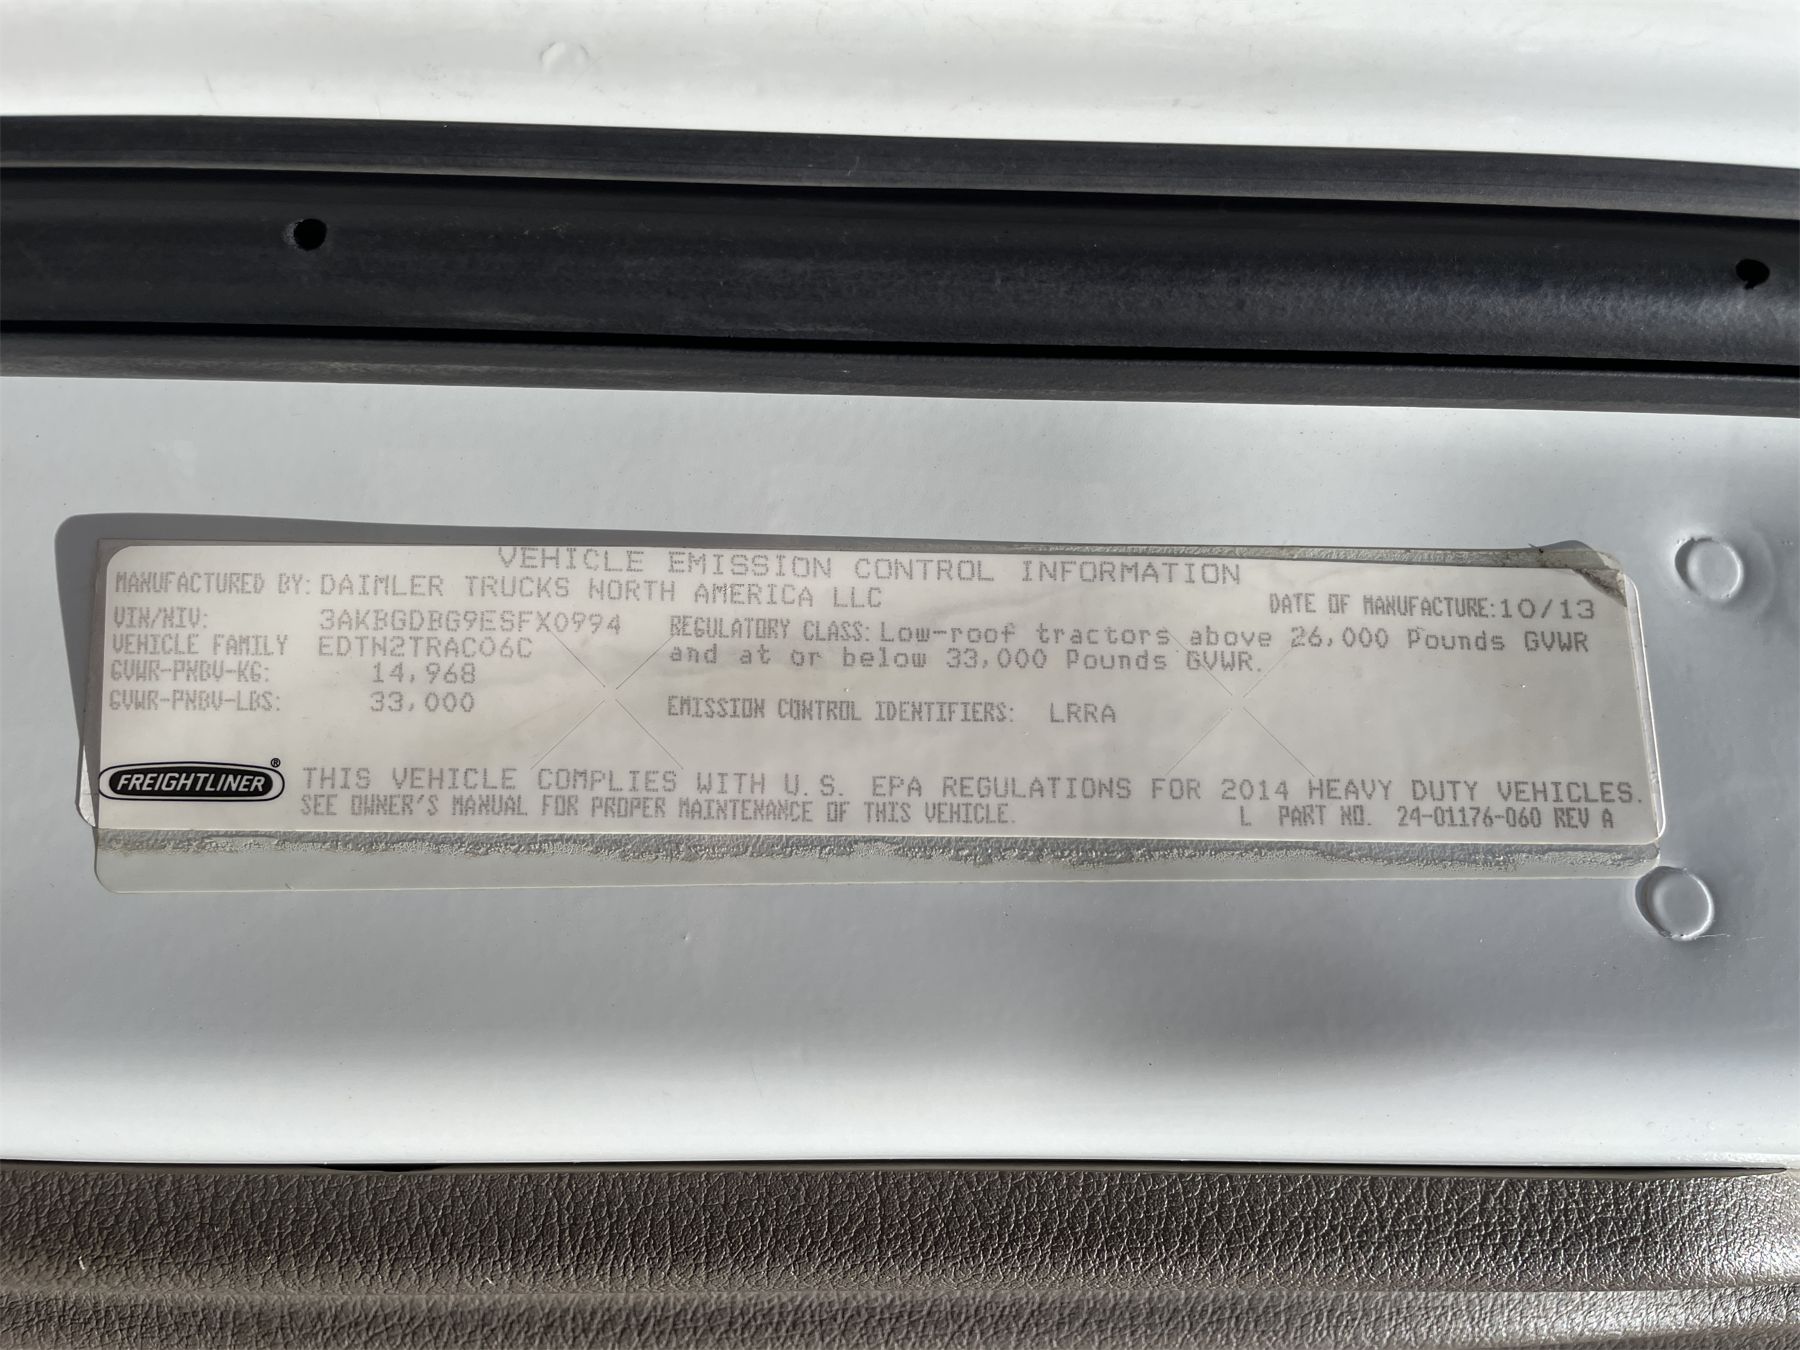 VEHICLE EMISSION CONTROL INFORMATION
MANUFACTURED BY: DAIMLER TRUCKS NORTH AMERICA LLC
DATE OF MANUFACTURE: 10/13
VIN/NIV: 3AKBGDBG9ESFX0994
VEHICLE FAMILY EDTN2TRAC06C
GVWR-PNBV-KG: 14,968
GVWR-PNBV-LBS: 33,000
REGULATORY CLASS: Low-roof tractors above 26,000 Pounds GVWR
and at or below 33,000 Pounds GVWR.
EMISSION CONTROL IDENTIFIERS: LRRA
FREIGHTLINER®
THIS VEHICLE COMPLIES WITH U.S. EPA REGULATIONS FOR 2014 HEAVY DUTY VEHICLES.
SEE OWNER'S MANUAL FOR PROPER MAINTENANCE OF THIS VEHICLE.
L PART NO. 24-01176-060 REV A